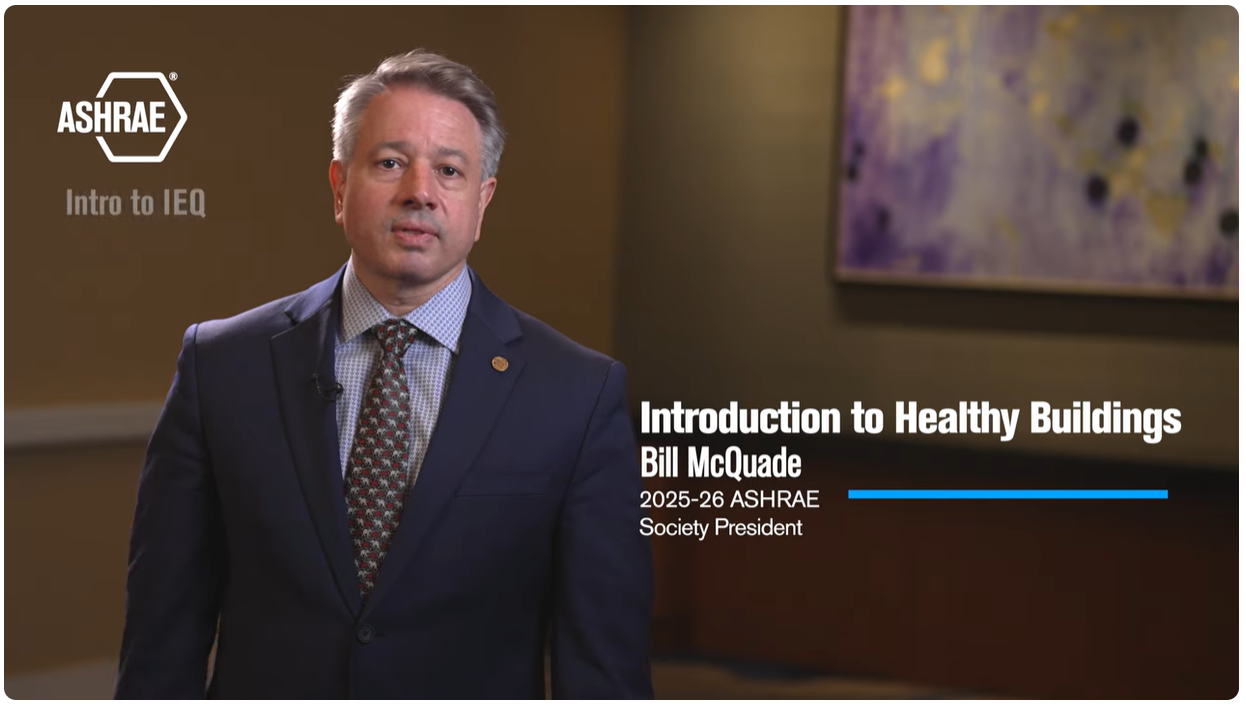 ASHRAE®
Intro to IEQ
Introduction to Healthy Buildings
Bill McQuade
2025-26 ASHRAE
Society President